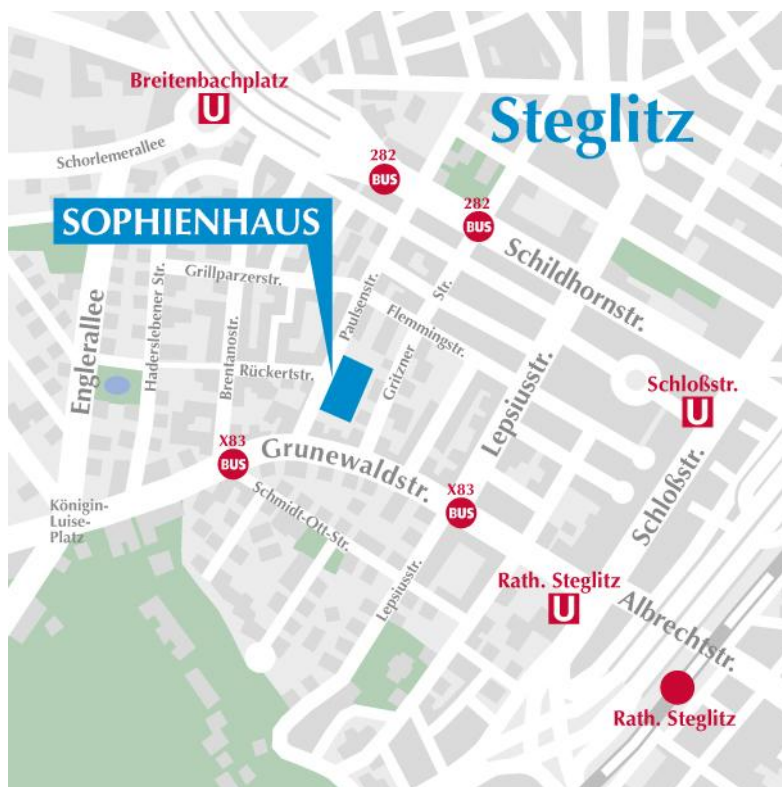 Breitenbachplatz
U
Steglitz
Schorlemerallee
282
BUS
282
BUS
SOPHIENHAUS
Schildhornstr.
Grillparzerstr.
Haderslebener Str.
Paulsenstr.
Str.
Flemmingstr.
Englerallee
Brentanostr.
Rückertstr.
Gritzner
Lepsiusstr.
Schloßstr.
U
X83
BUS
Grunewaldstr.
X83
BUS
Schloßstr.
Königin-
Luise-
Platz
Schmidt-Ott-Str.
Lepsiusstr.
Rath. Steglitz
U
Albrechtstr.
Rath. Steglitz